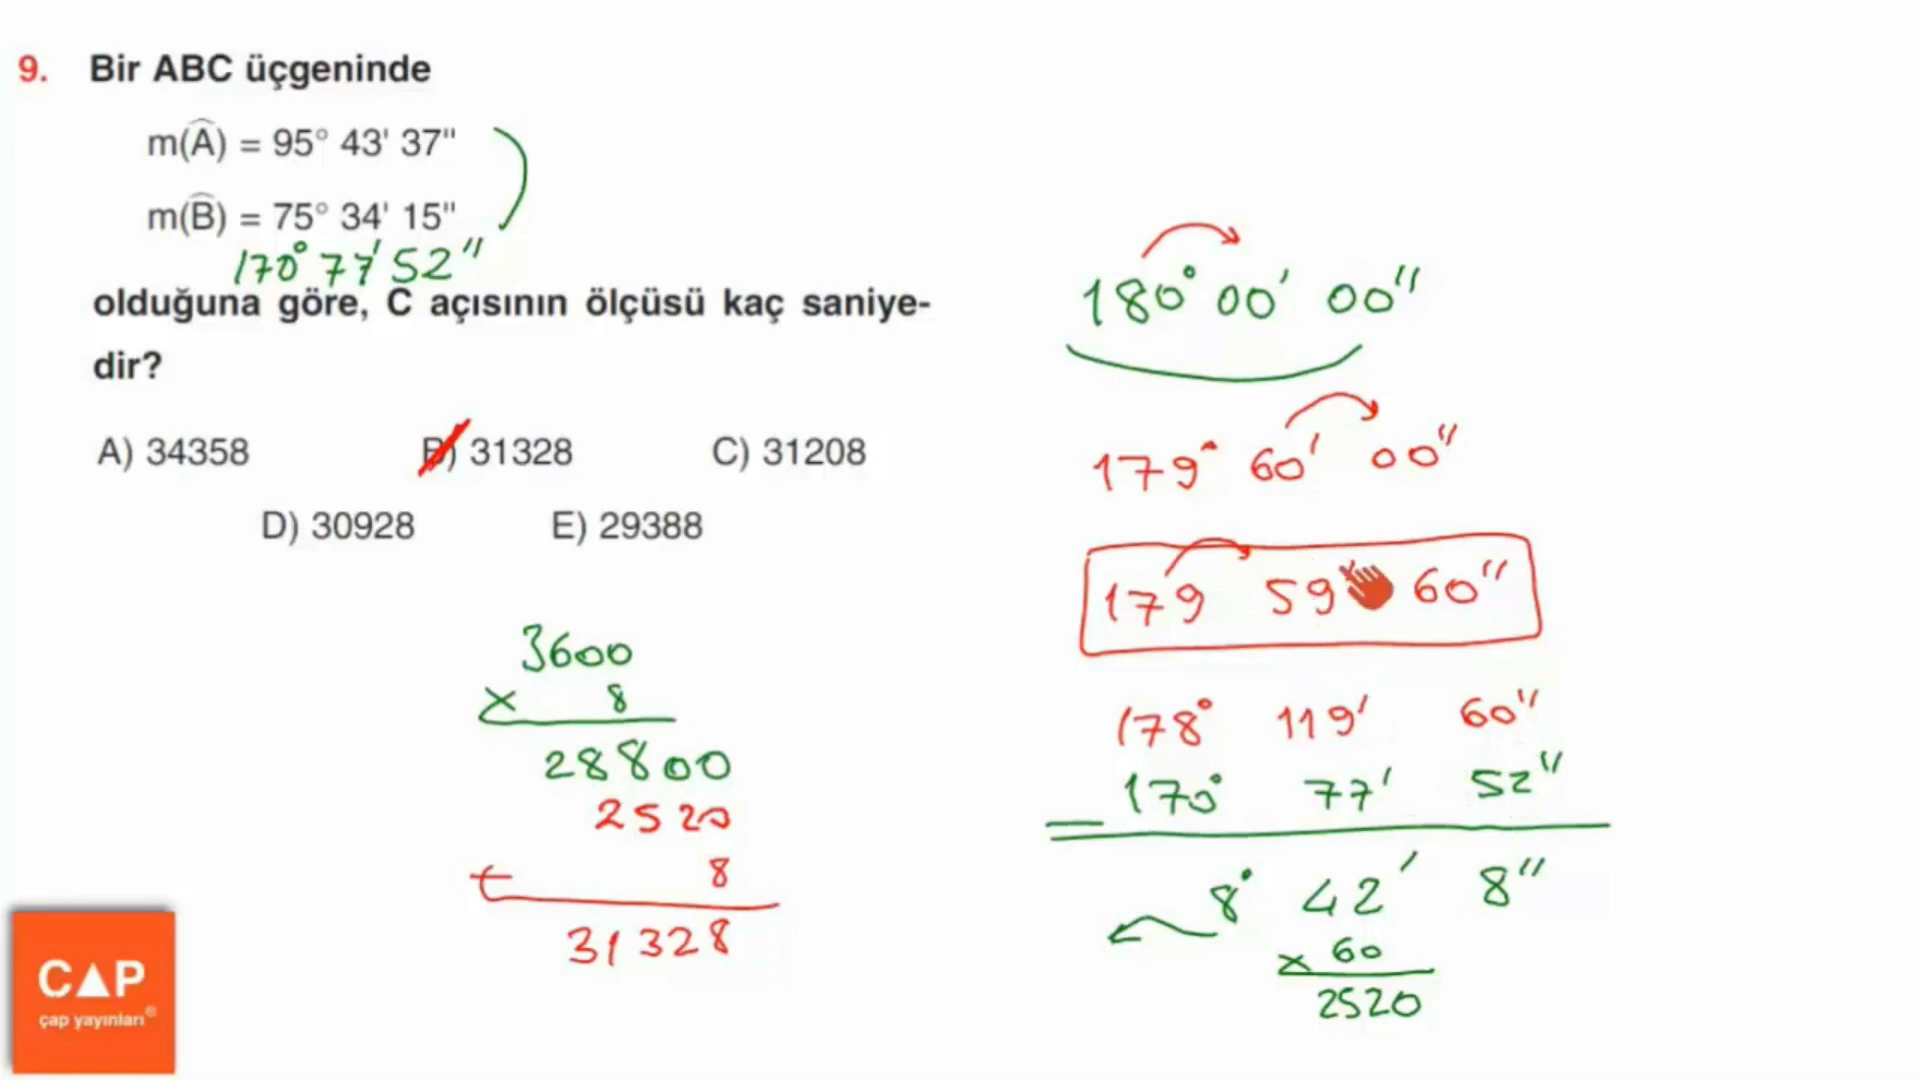 9. Bir ABC üçgeninde
m(Â) = 95° 43' 37"
m(B̂) = 75° 34' 15"
170° 77' 52"
olduğuna göre, C açısının ölçüsü kaç saniye-
dir?
A) 34358 B) 31328 C) 31208
D) 30928 E) 29388
3600
x 8
28800
2520
+ 8
31328
180° 00' 00"
179° 60' 00"
179 59 60"
178° 119' 60"
170° 77' 52"
8° 42' 8"
x 60
2520
CAP
çap yayınları®